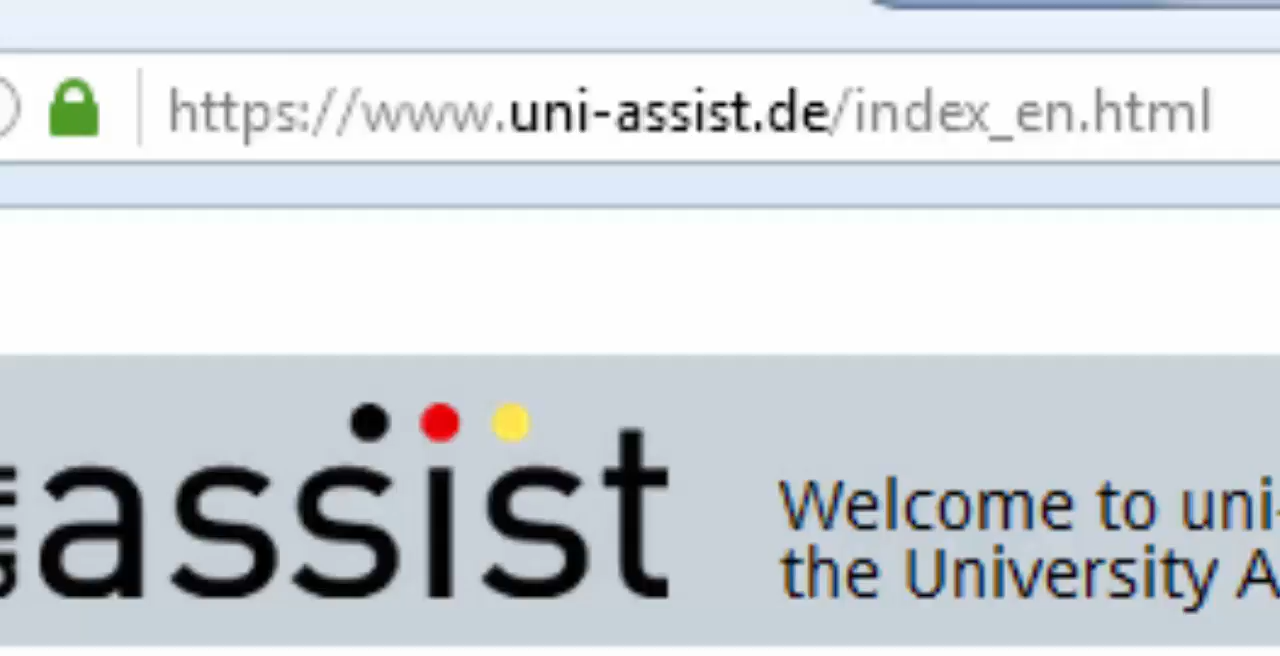 https://www.uni-assist.de/index_en.html
assist
Welcome to uni-
the University A